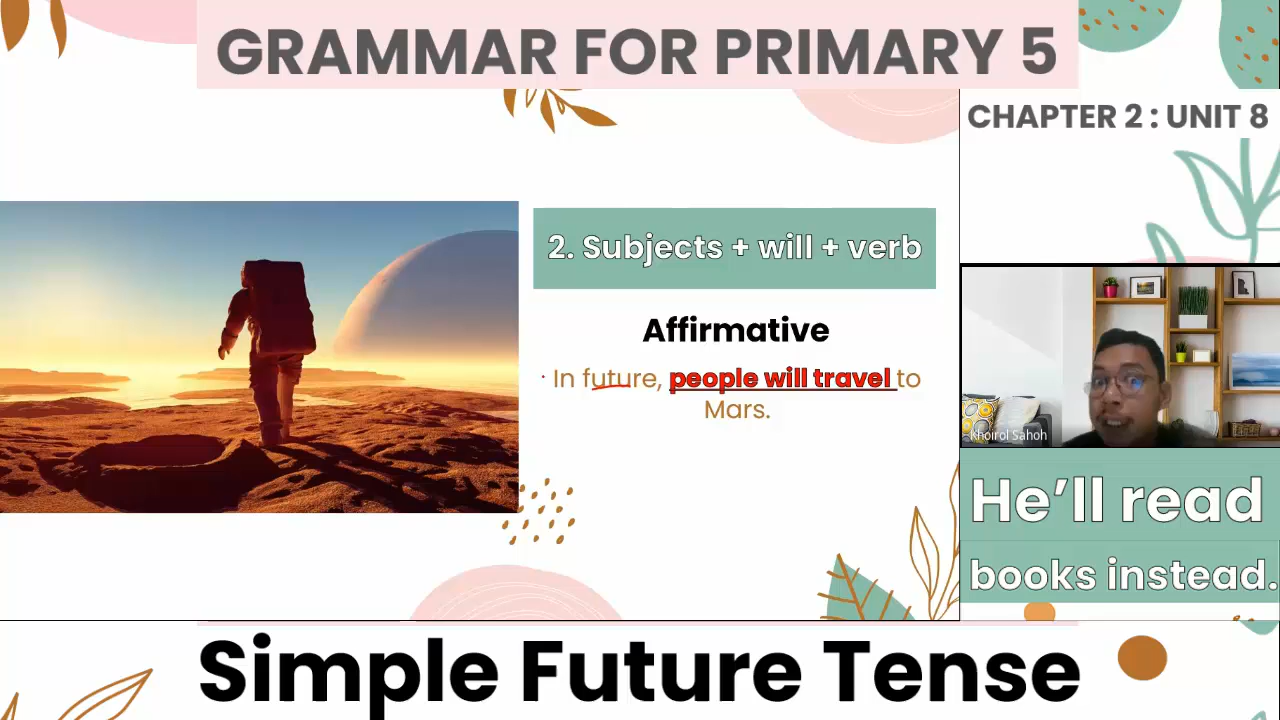 GRAMMAR FOR PRIMARY 5
CHAPTER 2 : UNIT 8
2. Subjects + will + verb
Affirmative
· In future, people will travel to
Mars.
Khoirol Sahoh
He’ll read
books instead.
Simple Future Tense